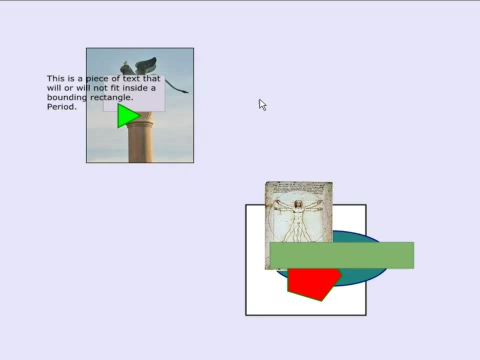 This is a piece of text that
will or will not fit inside a
bounding rectangle.
Period.